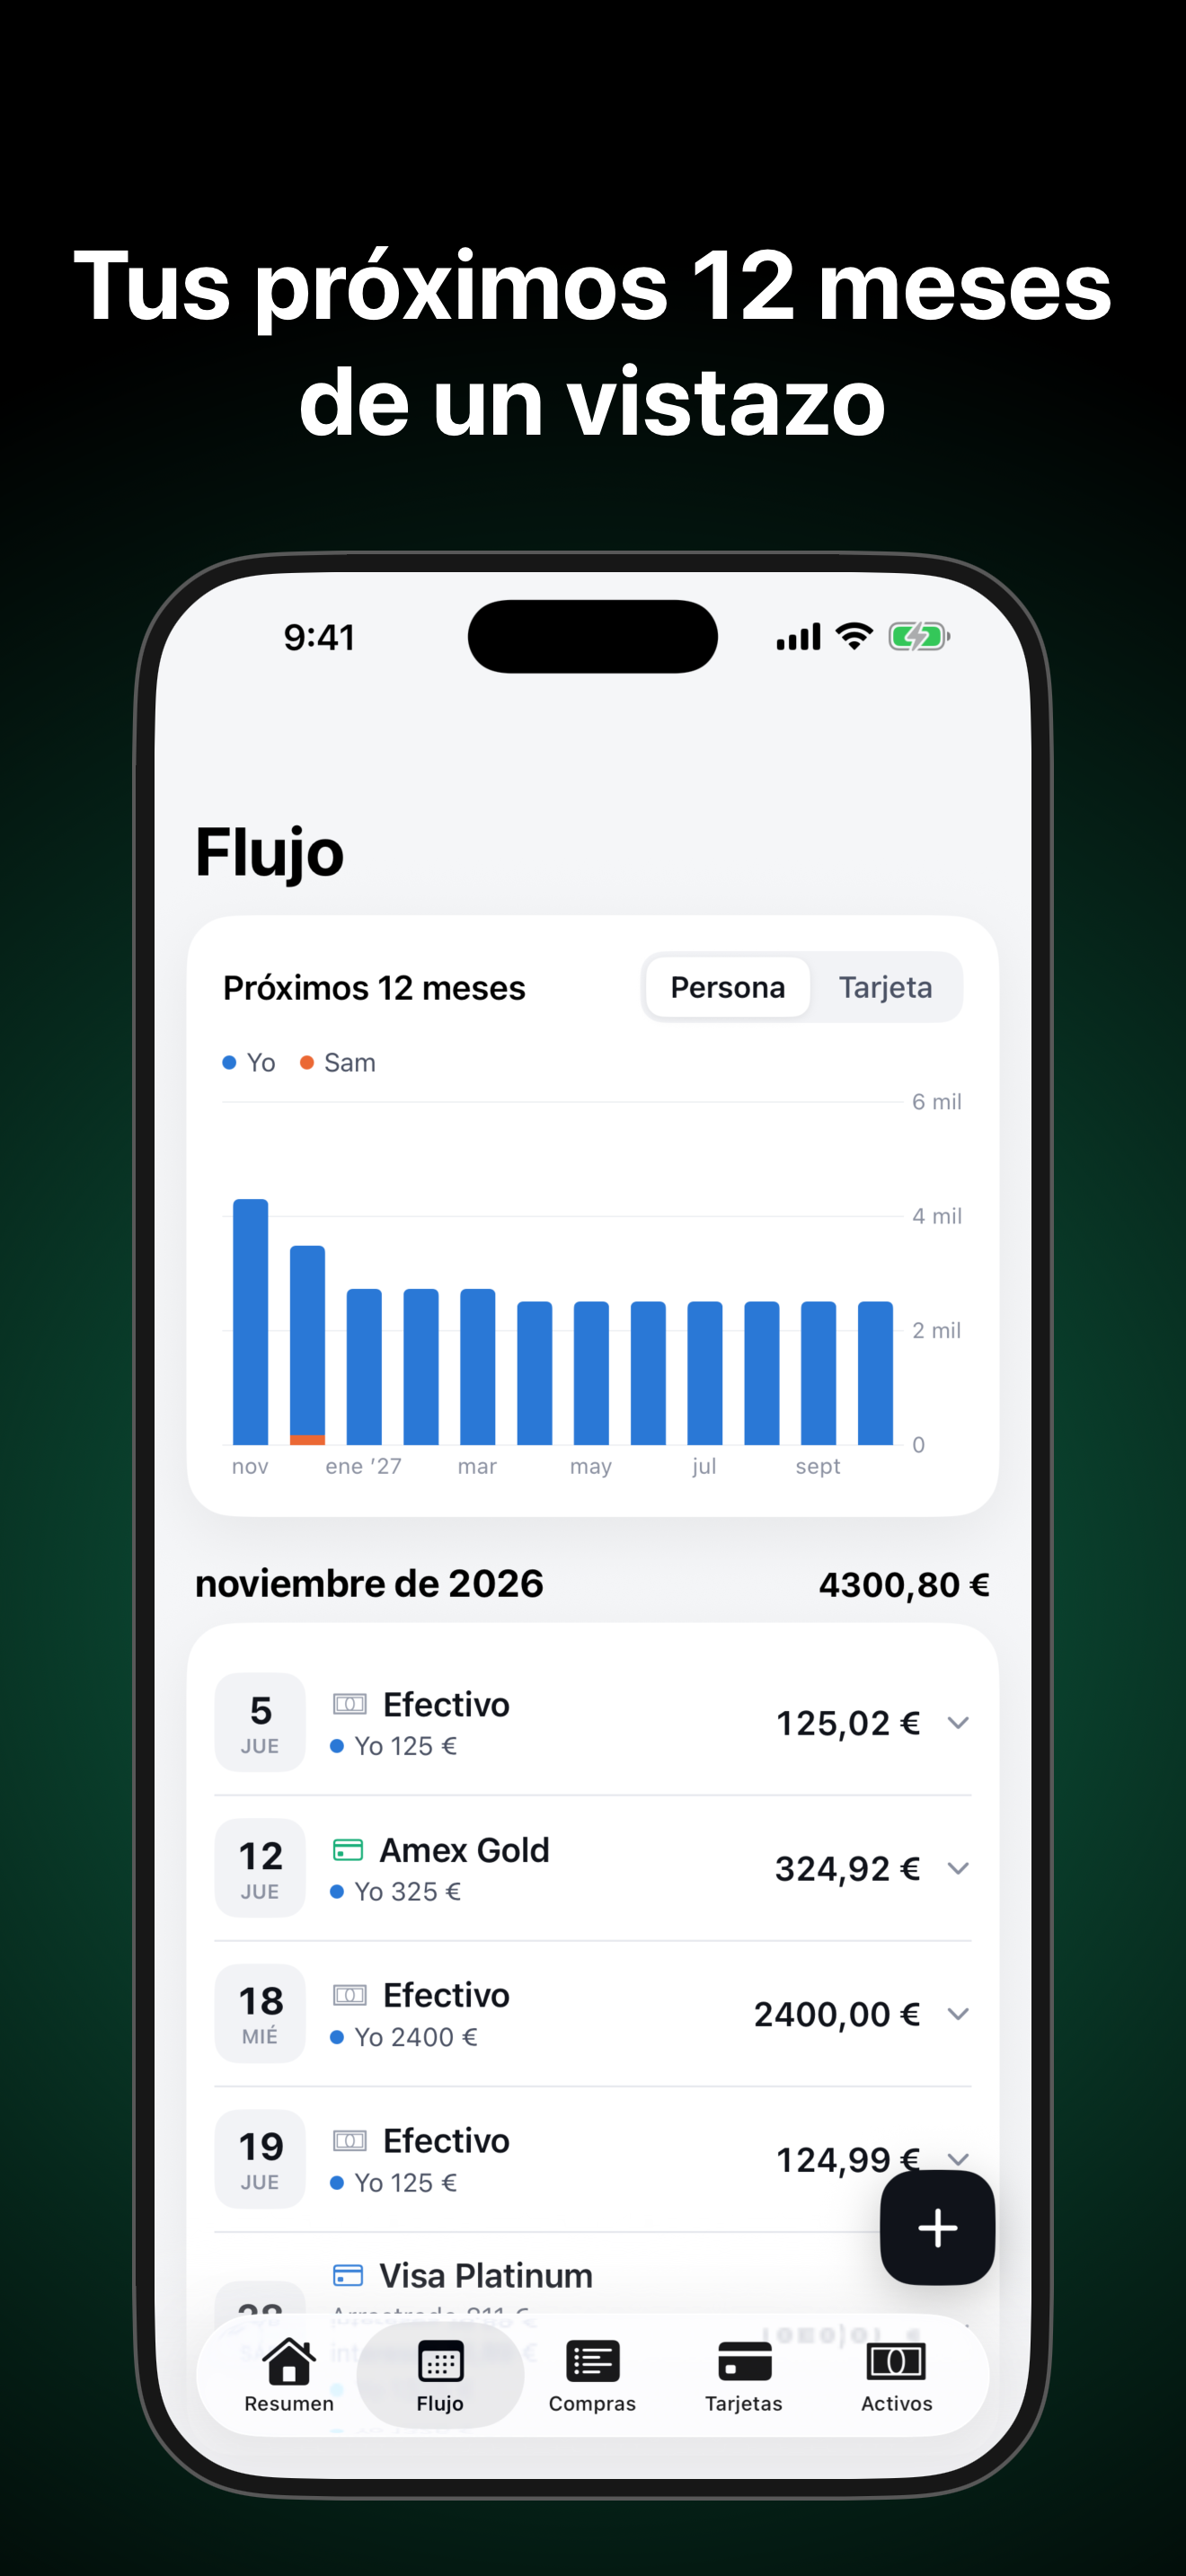 Tus próximos 12 meses
de un vistazo
9:41
Flujo
Próximos 12 meses
Persona
Tarjeta
Yo
Sam
6 mil
4 mil
2 mil
0
nov
ene ’27
mar
may
jul
sept
noviembre de 2026
4300,80 €
5
JUE
Efectivo
Yo 125 €
125,02 €
12
JUE
Amex Gold
Yo 325 €
324,92 €
18
MIÉ
Efectivo
Yo 2400 €
2400,00 €
19
JUE
Efectivo
Yo 125 €
124,99 €
Visa Platinum
Resumen
Flujo
Compras
Tarjetas
Activos